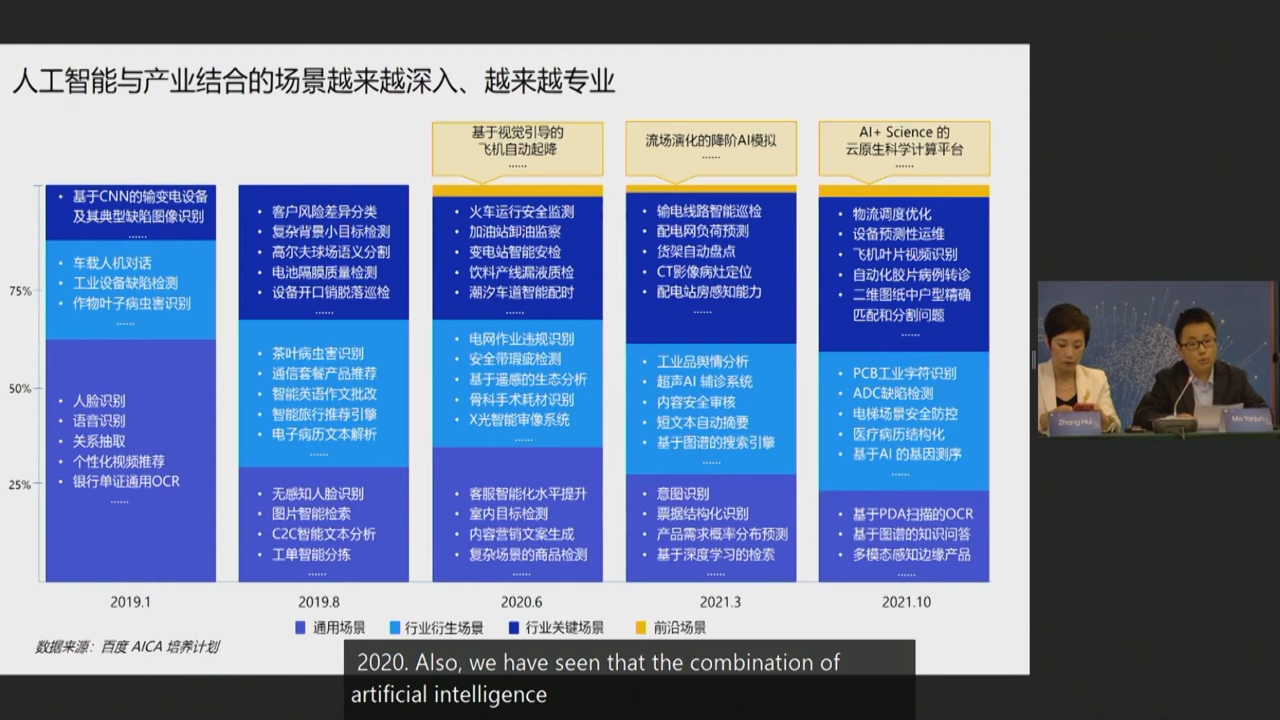 人工智能与产业结合的场景越来越深入、越来越专业
基于视觉引导的
飞机自动起降
......
流场演化的降阶AI模拟
......
AI+ Science 的
云原生科学计算平台
......
75%
50%
25%
• 基于CNN的输变电设备
及其典型缺陷图像识别
......
• 车载人机对话
• 工业设备缺陷检测
• 作物叶子病虫害识别
......
• 人脸识别
• 语音识别
• 关系抽取
• 个性化视频推荐
• 银行单证通用OCR
......
2019.1
• 客户风险差异分类
• 复杂背景小目标检测
• 高尔夫球场语义分割
• 电池隔膜质量检测
• 设备开口销脱落巡检
......
• 茶叶病虫害识别
• 通信套餐产品推荐
• 智能英语作文批改
• 智能旅行推荐引擎
• 电子病历文本解析
......
• 无感知人脸识别
• 图片智能检索
• C2C智能文本分析
• 工单智能分拣
......
2019.8
• 火车运行安全监测
• 加油站卸油监察
• 变电站智能安检
• 饮料产线漏液质检
• 潮汐车道智能配时
......
• 电网作业违规识别
• 安全带瑕疵检测
• 基于遥感的生态分析
• 骨科手术耗材识别
• X光智能审像系统
......
• 客服智能化水平提升
• 室内目标检测
• 内容营销文案生成
• 复杂场景的商品检测
......
2020.6
• 输电线路智能巡检
• 配电网负荷预测
• 货架自动盘点
• CT影像病灶定位
• 配电站房感知能力
......
• 工业品舆情分析
• 超声AI 辅诊系统
• 内容安全审核
• 短文本自动摘要
• 基于图谱的搜索引擎
......
• 意图识别
• 票据结构化识别
• 产品需求概率分布预测
• 基于深度学习的检索
......
2021.3
• 物流调度优化
• 设备预测性运维
• 飞机叶片视频识别
• 自动化胶片病例转诊
• 二维图纸中户型精确
匹配和分割问题
......
• PCB工业字符识别
• ADC缺陷检测
• 电梯场景安全防控
• 医疗病历结构化
• 基于AI 的基因测序
......
• 基于PDA扫描的OCR
• 基于图谱的知识问答
• 多模态感知边缘产品
......
2021.10
通用场景
行业衍生场景
行业关键场景
前沿场景
数据来源：百度 AICA 培养计划
2020. Also, we have seen that the combination of
artificial intelligence
Zhang Hui
Ma Yanjun